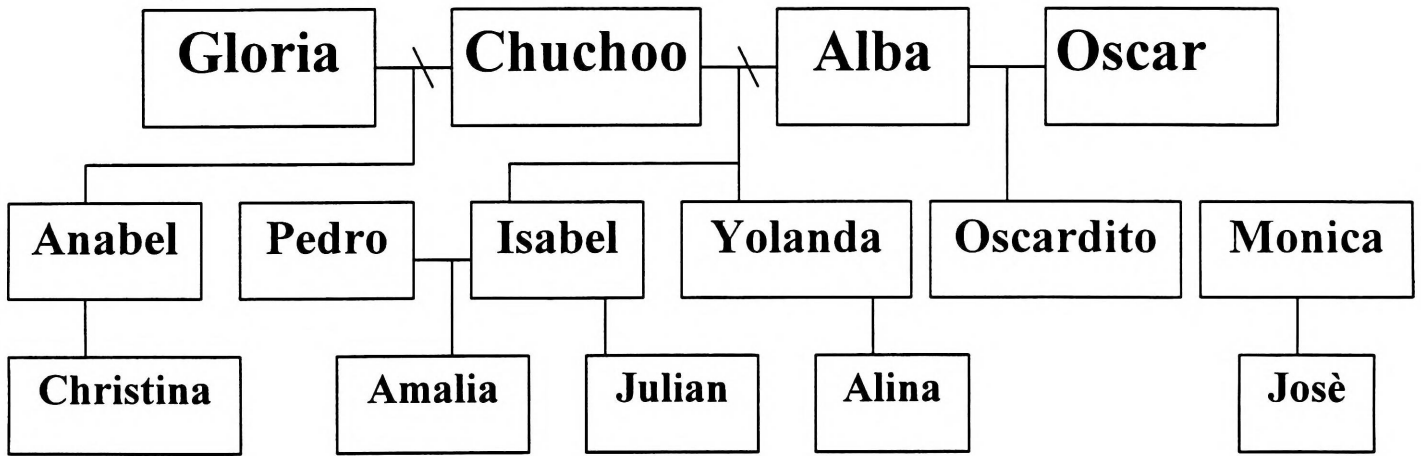 Gloria Chuchoo Alba Oscar
Anabel Pedro Isabel Yolanda Oscardito Monica
Christina Amalia Julian Alina Josè